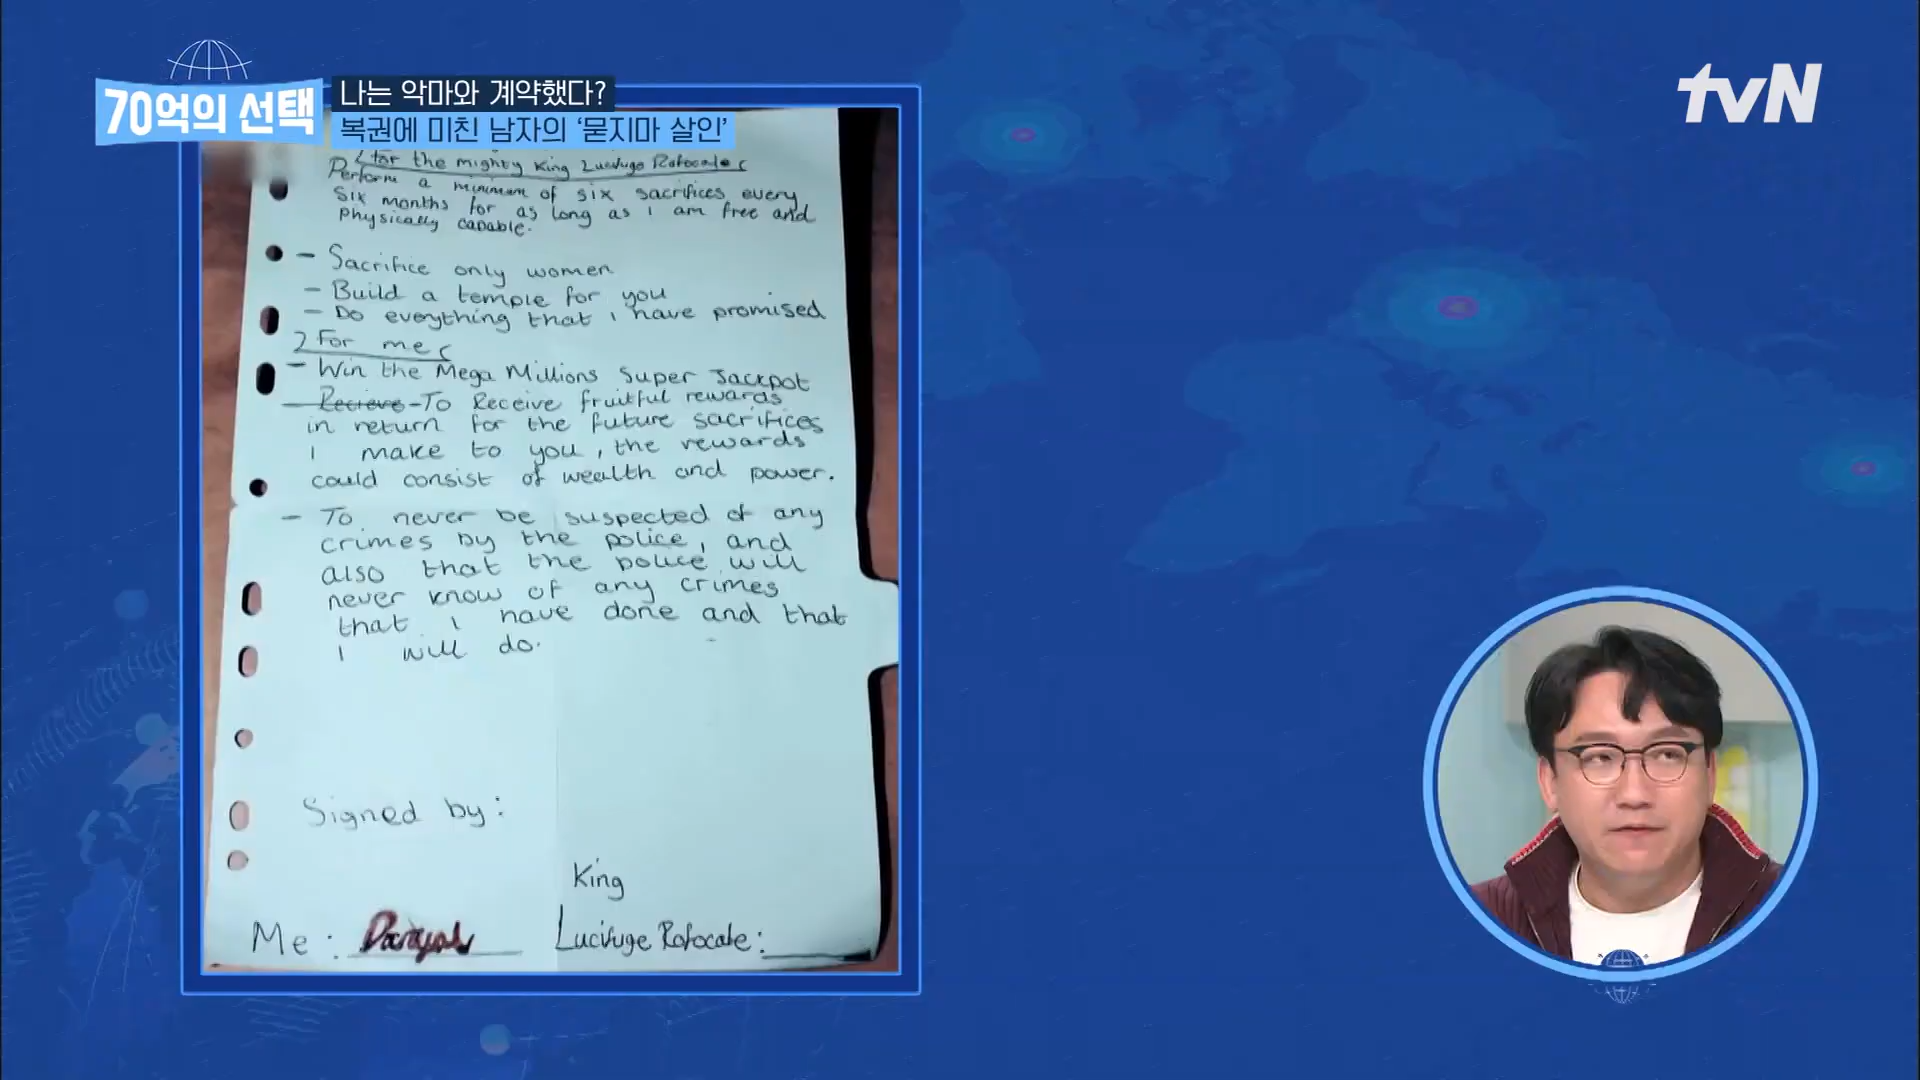 70억의 선택
나는 악마와 계약했다?
복권에 미친 남자의 ‘묻지마 살인’
tvN
for the mighty King Lucifuge Rofocale
Perform a minimum of six sacrifices every
six months for as long as I am free and
physically capable.
- Sacrifice only women
- Build a temple for you
- Do everything that I have promised
For me
- Win the Mega Millions Super Jackpot
- Recieve -To Receive fruitful rewards
in return for the future sacrifices
I make to you, the rewards
could consist of wealth and power.
- To never be suspected of any
crimes by the police, and
also that the police will
never know of any crimes
that I have done and that
I will do.
Signed by:
King
Me: Danyal
Lucifuge Rofocale: